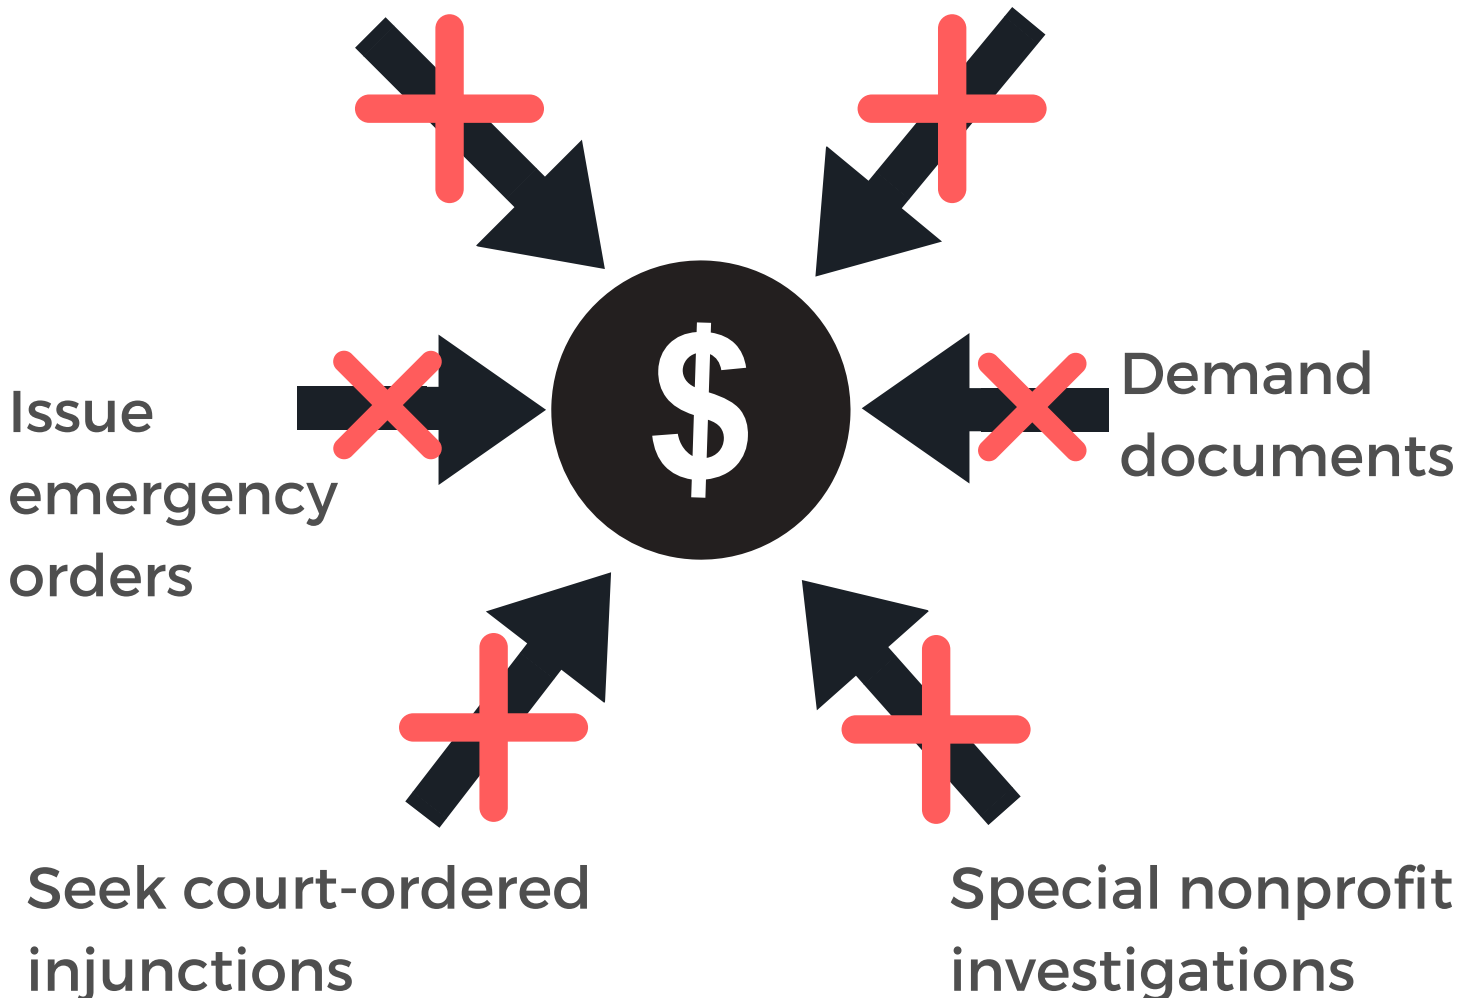 $
Issue
emergency
orders
Demand
documents
Seek court-ordered
injunctions
Special nonprofit
investigations